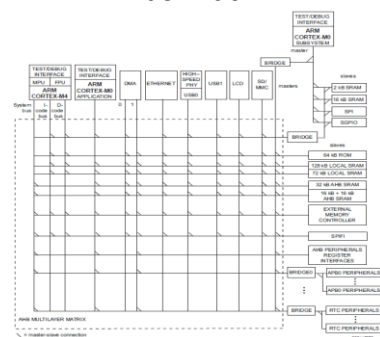 TEST/DEBUG
INTERFACE
ARM
CORTEX-M0
SUBSYSTEM
master
BRIDGE
slaves
2 kB SRAM
16 kB SRAM
SPI
SGPIO
BRIDGE
TEST/DEBUG
INTERFACE
MPU FPU
ARM
CORTEX-M4
TEST/DEBUG
INTERFACE
ARM
CORTEX-M0
APPLICATION
DMA
ETHERNET
HIGH-SPEED
PHY
USB0
USB1
LCD
SD/
MMC
masters
System
bus
I-
code
bus
D-
code
bus
0 1
slaves
64 kB ROM
128 kB LOCAL SRAM
72 kB LOCAL SRAM
32 kB AHB SRAM
16 kB + 16 kB
AHB SRAM
EXTERNAL
MEMORY
CONTROLLER
SPIFI
AHB PERIPHERALS
REGISTER
INTERFACES
BRIDGE0
APB0 PERIPHERALS
APB0 PERIPHERALS
BRIDGE
RTC PERIPHERALS
RTC PERIPHERALS
AHB MULTILAYER MATRIX
= master-slave connection